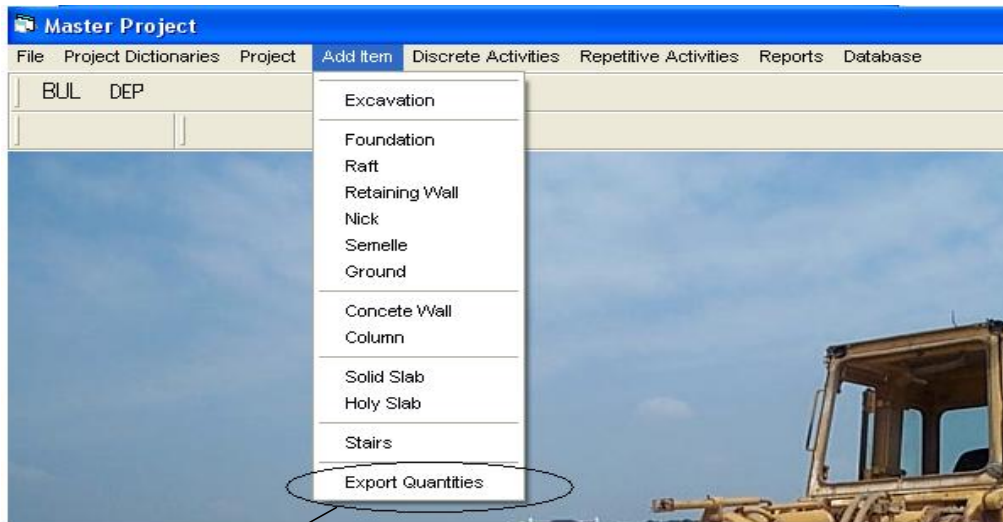 Master Project
File Project Dictionaries Project Add Item Discrete Activities Repetitive Activities Reports Database
BUL DEP
Excavation
Foundation
Raft
Retaining Wall
Nick
Semelle
Ground
Concete Wall
Column
Solid Slab
Holy Slab
Stairs
Export Quantities